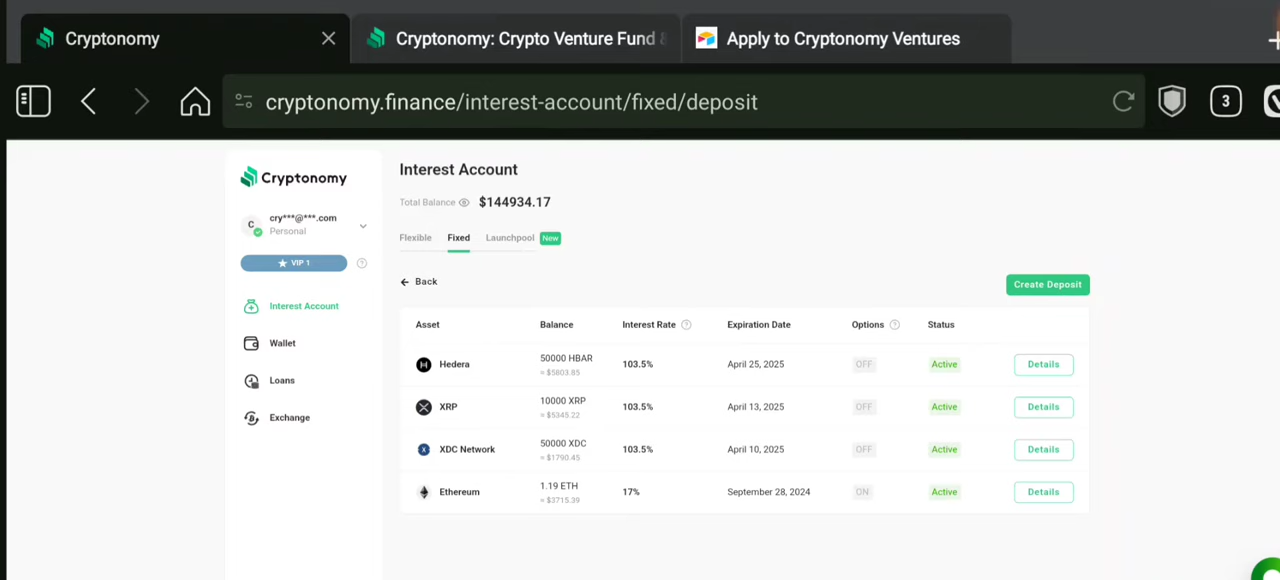 Cryptonomy
Cryptonomy: Crypto Venture Fund &
Apply to Cryptonomy Ventures
cryptonomy.finance/interest-account/fixed/deposit
3
Cryptonomy
C
cry***@***.com
Personal
VIP 1
Interest Account
Wallet
Loans
Exchange
Interest Account
Total Balance $144934.17
Flexible Fixed Launchpool New
Back
Create Deposit
Asset Balance Interest Rate Expiration Date Options Status
Hedera 50000 HBAR ≈ $5803.85 103.5% April 25, 2025 OFF Active Details
XRP 10000 XRP ≈ $5345.22 103.5% April 13, 2025 OFF Active Details
XDC Network 50000 XDC ≈ $1790.45 103.5% April 10, 2025 OFF Active Details
Ethereum 1.19 ETH ≈ $3715.39 17% September 28, 2024 ON Active Details